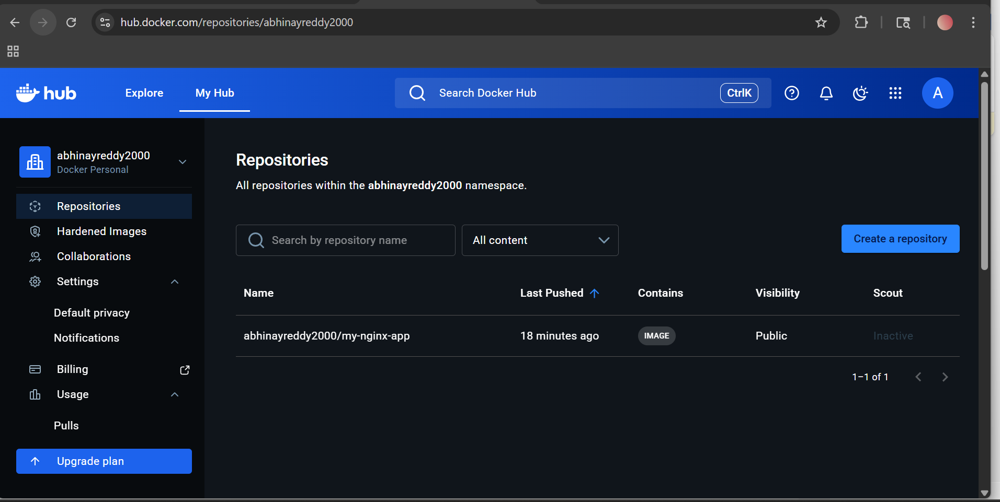 hub.docker.com/repositories/abhinayreddy2000
hub
Explore
My Hub
Search Docker Hub
CtrlK
A
abhinayreddy2000
Docker Personal
Repositories
Hardened Images
Collaborations
Settings
Default privacy
Notifications
Billing
Usage
Pulls
Upgrade plan
Repositories
All repositories within the abhinayreddy2000 namespace.
Search by repository name
All content
Create a repository
Name Last Pushed Contains Visibility Scout
abhinayreddy2000/my-nginx-app 18 minutes ago IMAGE Public Inactive
1–1 of 1